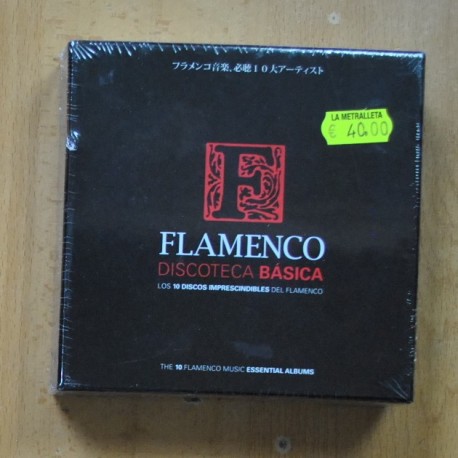 フラメンコ音楽、必聴10大アーティスト
LA METRALLETA
€ 40.00
F
FLAMENCO
DISCOTECA BÁSICA
LOS 10 DISCOS IMPRESCINDIBLES DEL FLAMENCO
THE 10 FLAMENCO MUSIC ESSENTIAL ALBUMS